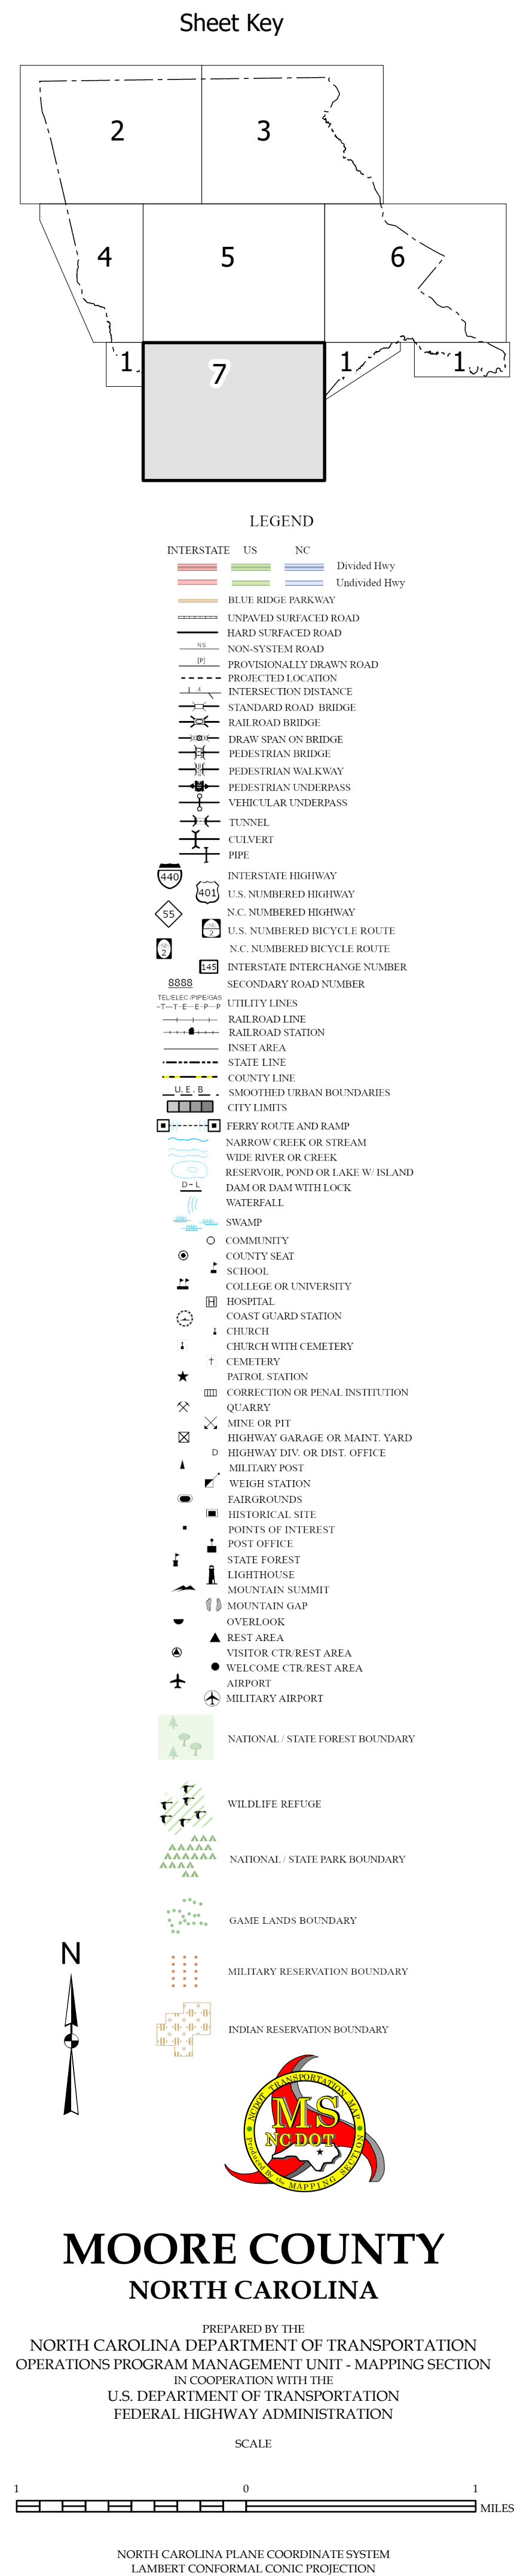 Sheet Key
2
3
4
5
6
1
7
1
1
LEGEND
INTERSTATE US NC
Divided Hwy
Undivided Hwy
BLUE RIDGE PARKWAY
UNPAVED SURFACED ROAD
HARD SURFACED ROAD
NS NON-SYSTEM ROAD
[P] PROVISIONALLY DRAWN ROAD
PROJECTED LOCATION
.4 INTERSECTION DISTANCE
STANDARD ROAD BRIDGE
RAILROAD BRIDGE
DRAW SPAN ON BRIDGE
PEDESTRIAN BRIDGE
PEDESTRIAN WALKWAY
PEDESTRIAN UNDERPASS
VEHICULAR UNDERPASS
TUNNEL
CULVERT
PIPE
440 INTERSTATE HIGHWAY
401 U.S. NUMBERED HIGHWAY
55 N.C. NUMBERED HIGHWAY
2 U.S. NUMBERED BICYCLE ROUTE
2 N.C. NUMBERED BICYCLE ROUTE
145 INTERSTATE INTERCHANGE NUMBER
8888 SECONDARY ROAD NUMBER
TEL/ELEC /PIPE/GAS
-T—T-E—E-P—P UTILITY LINES
RAILROAD LINE
RAILROAD STATION
INSET AREA
STATE LINE
COUNTY LINE
U.E.B SMOOTHED URBAN BOUNDARIES
CITY LIMITS
FERRY ROUTE AND RAMP
NARROW CREEK OR STREAM
WIDE RIVER OR CREEK
RESERVOIR, POND OR LAKE W/ ISLAND
D-L DAM OR DAM WITH LOCK
WATERFALL
SWAMP
COMMUNITY
COUNTY SEAT
SCHOOL
COLLEGE OR UNIVERSITY
H HOSPITAL
COAST GUARD STATION
CHURCH
CHURCH WITH CEMETERY
CEMETERY
PATROL STATION
CORRECTION OR PENAL INSTITUTION
QUARRY
MINE OR PIT
HIGHWAY GARAGE OR MAINT. YARD
D HIGHWAY DIV. OR DIST. OFFICE
MILITARY POST
WEIGH STATION
FAIRGROUNDS
HISTORICAL SITE
POINTS OF INTEREST
POST OFFICE
STATE FOREST
LIGHTHOUSE
MOUNTAIN SUMMIT
MOUNTAIN GAP
OVERLOOK
REST AREA
VISITOR CTR/REST AREA
WELCOME CTR/REST AREA
AIRPORT
MILITARY AIRPORT
NATIONAL / STATE FOREST BOUNDARY
WILDLIFE REFUGE
NATIONAL / STATE PARK BOUNDARY
GAME LANDS BOUNDARY
N
MILITARY RESERVATION BOUNDARY
INDIAN RESERVATION BOUNDARY
NCDOT TRANSPORTATION MAP
MS
NCDOT
Produced By the MAPPING SECTION
MOORE COUNTY
NORTH CAROLINA
PREPARED BY THE
NORTH CAROLINA DEPARTMENT OF TRANSPORTATION
OPERATIONS PROGRAM MANAGEMENT UNIT - MAPPING SECTION
IN COOPERATION WITH THE
U.S. DEPARTMENT OF TRANSPORTATION
FEDERAL HIGHWAY ADMINISTRATION
SCALE
1 0 1
MILES
NORTH CAROLINA PLANE COORDINATE SYSTEM
LAMBERT CONFORMAL CONIC PROJECTION